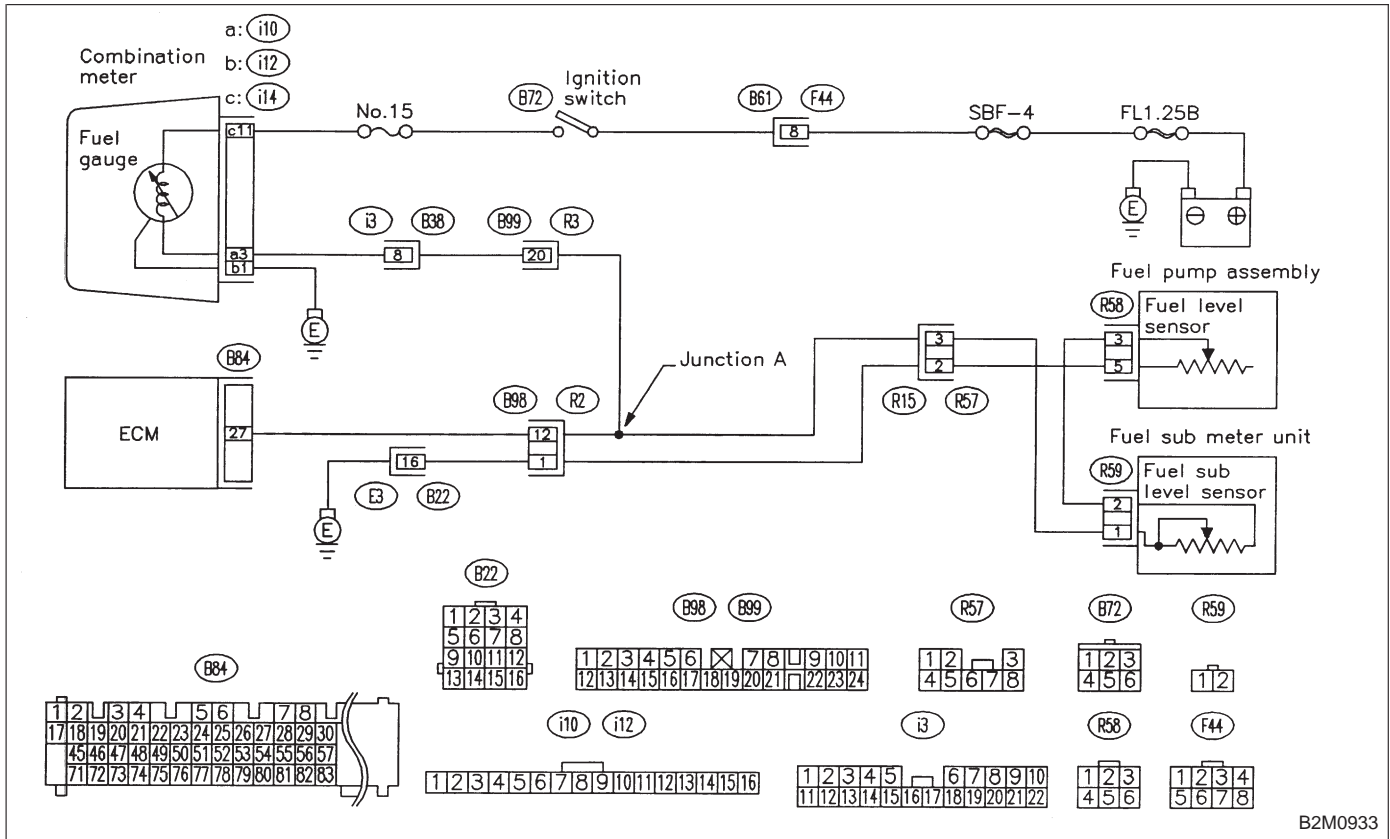 a: i10
Combination
meter
b: i12
c: i14
Fuel
gauge
c11
a3
b1
No.15
B72
Ignition
switch
B61 F44
8
SBF-4
FL1.25B
E
⊖ ⊕
i3 B38
8
B99 R3
20
E
Fuel pump assembly
R58
Fuel level
sensor
3
5
B84
ECM
27
Junction A
B98 R2
12
1
16
E3 B22
E
3
2
R15 R57
Fuel sub meter unit
R59
Fuel sub
level sensor
2
1
B22
1 2 3 4
5 6 7 8
9 10 11 12
13 14 15 16
B98 B99
1 2 3 4 5 6 7 8 9 10 11
12 13 14 15 16 17 18 19 20 21 22 23 24
R57
1 2 3
4 5 6 7 8
B72
1 2 3
4 5 6
R59
1 2
B84
1 2 3 4 5 6 7 8
17 18 19 20 21 22 23 24 25 26 27 28 29 30
45 46 47 48 49 50 51 52 53 54 55 56 57
71 72 73 74 75 76 77 78 79 80 81 82 83
i10 i12
1 2 3 4 5 6 7 8 9 10 11 12 13 14 15 16
i3
1 2 3 4 5 6 7 8 9 10
11 12 13 14 15 16 17 18 19 20 21 22
R58
1 2 3
4 5 6
F44
1 2 3 4
5 6 7 8
B2M0933